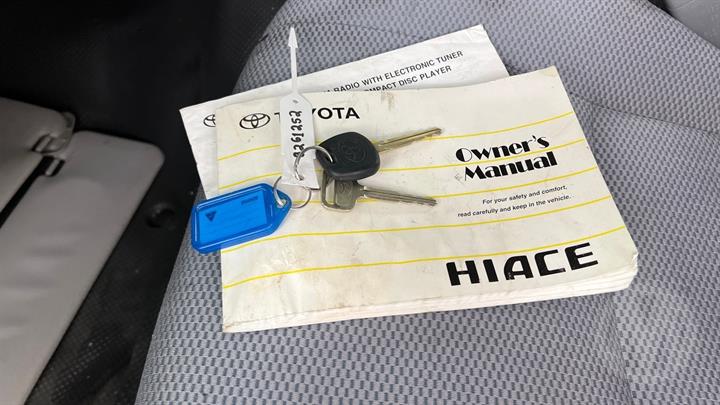 RADIO WITH ELECTRONIC TUNER
COMPACT DISC PLAYER
TOYOTA
Owner's
Manual
For your safety and comfort,
read carefully and keep in the vehicle.
HIACE